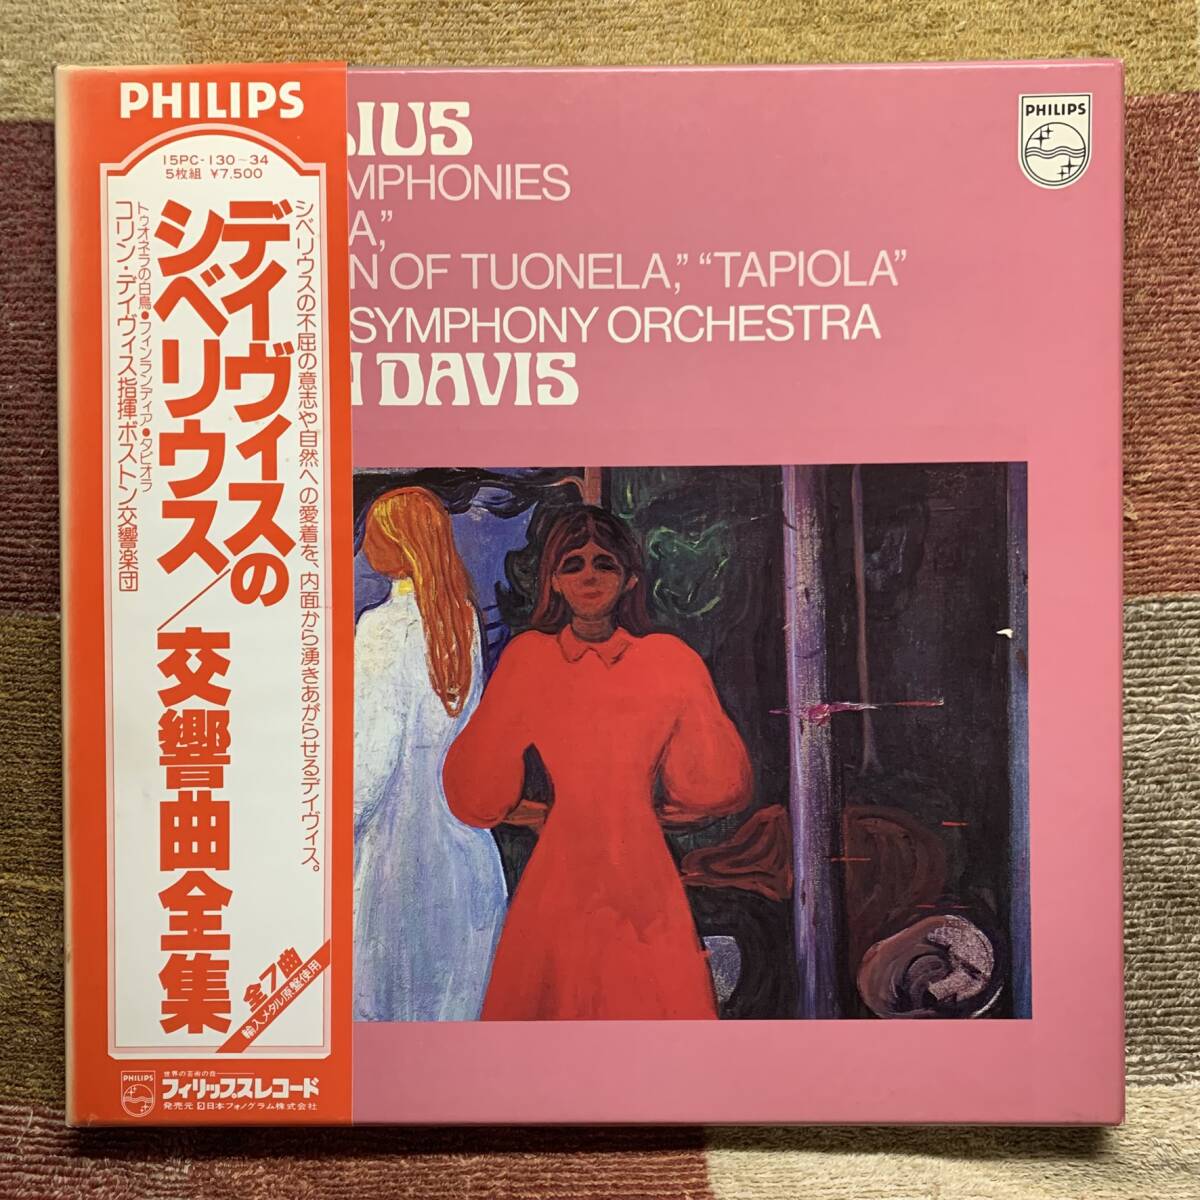 PHILIPS
15PC-130~34
5枚組 ¥7,500
シベリウスの不屈の意志や自然への愛着を、内面から湧きあがらせるデイヴィス。
デイヴィスの
シベリウス/交響曲全集
トゥオネラの白鳥•フィンランディア•タピオラ
コリン・デイヴィス指揮ボストン交響楽団
全7曲
輸入メタル原盤使用
PHILIPS
世界の芸術の音
フィリップスレコード
発売元 日本フォノグラム株式会社
LIUS
MPHONIES
A,”
N OF TUONELA,” “TAPIOLA”
SYMPHONY ORCHESTRA
N DAVIS
PHILIPS